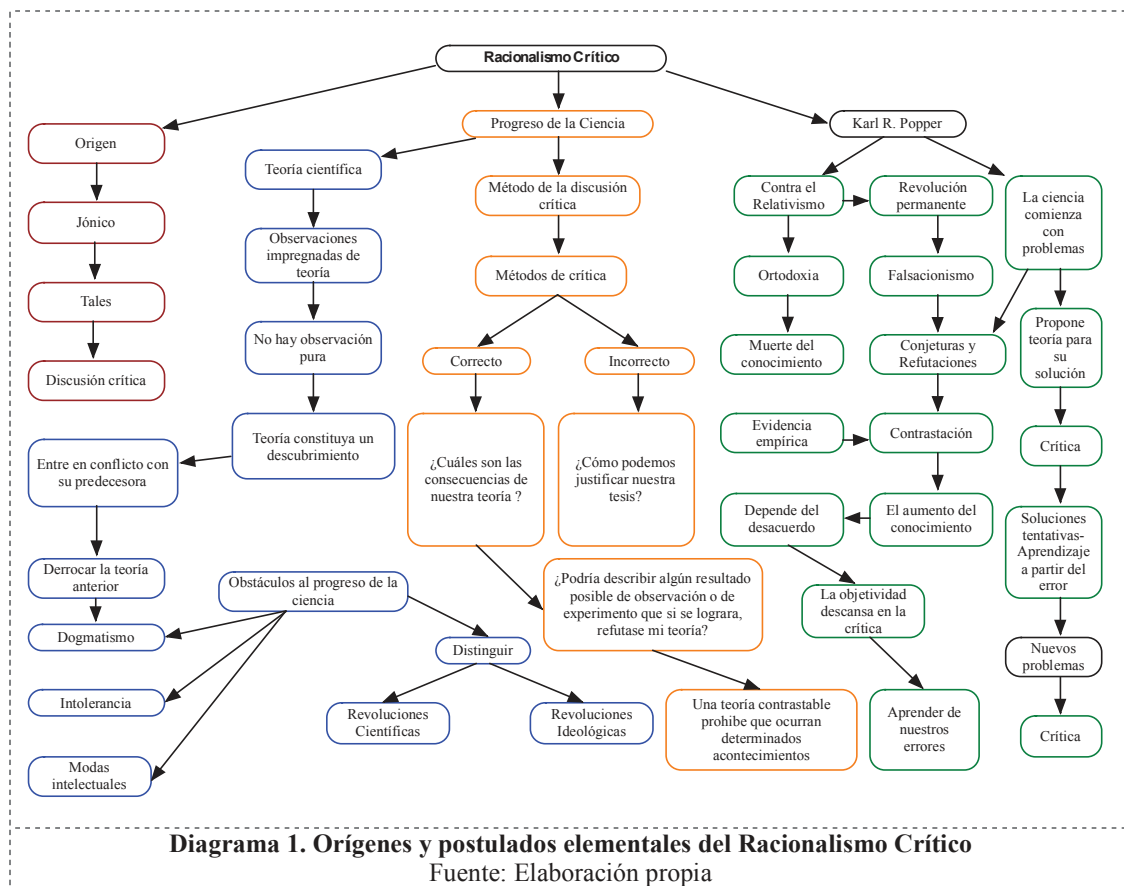 Racionalismo Crítico
Progreso de la Ciencia
Karl R. Popper
Origen
Jónico
Tales
Discusión crítica
Teoría científica
Observaciones
impregnadas de
teoría
No hay observación
pura
Teoría constituya un
descubrimiento
Entre en conflicto con
su predecesora
Derrocar la teoría
anterior
Dogmatismo
Intolerancia
Modas
intelectuales
Obstáculos al progreso de la
ciencia
Distinguir
Revoluciones
Científicas
Revoluciones
Ideológicas
Método de la discusión
crítica
Métodos de crítica
Correcto
Incorrecto
¿Cuáles son las
consecuencias de
nuestra teoría ?
¿Cómo podemos
justificar nuestra
tesis?
¿Podría describir algún resultado
posible de observación o de
experimento que si se lograra,
refutase mi teoría?
Una teoría contrastable
prohibe que ocurran
determinados
acontecimientos
Contra el
Relativismo
Ortodoxia
Muerte del
conocimiento
Revolución
permanente
Falsacionismo
Conjeturas y
Refutaciones
Evidencia
empírica
Contrastación
Depende del
desacuerdo
El aumento del
conocimiento
La objetividad
descansa en la
crítica
Aprender de
nuestros
errores
La ciencia
comienza
con
problemas
Propone
teoría para
su
solución
Crítica
Soluciones
tentativas-
Aprendizaje
a partir del
error
Nuevos
problemas
Crítica
Diagrama 1. Orígenes y postulados elementales del Racionalismo Crítico
Fuente: Elaboración propia